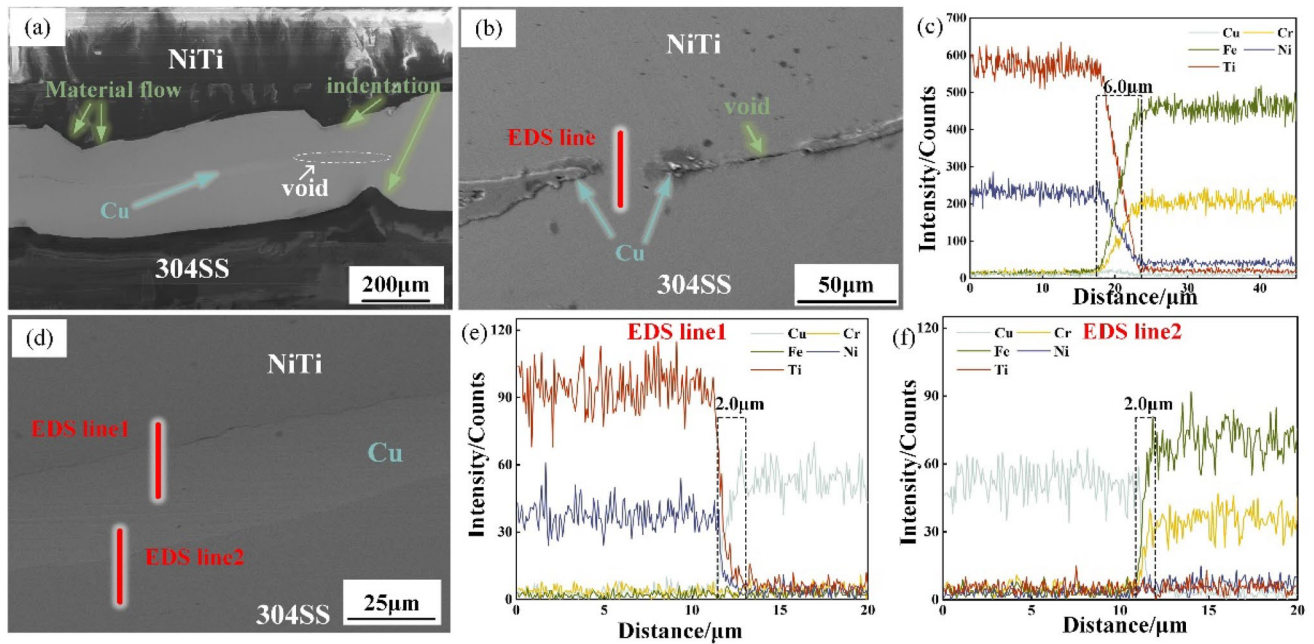 (a)
NiTi
Material flow
indentation
void
Cu
304SS
200μm
(b)
NiTi
void
EDS line
Cu
304SS
50μm
(c)
Cu Cr
Fe Ni
Ti
6.0μm
Intensity/Counts
700
600
500
400
300
200
100
0
0 10 20 30 40
Distance/μm
(d)
NiTi
EDS line1
Cu
EDS line2
304SS
25μm
(e)
EDS line1
Cu Cr
Fe Ni
Ti
2.0μm
Intensity/Counts
120
90
60
30
0
0 5 10 15 20
Distance/μm
(f)
EDS line2
Cu Cr
Fe Ni
Ti
2.0μm
Intensity/Counts
120
90
60
30
0
0 5 10 15 20
Distance/μm